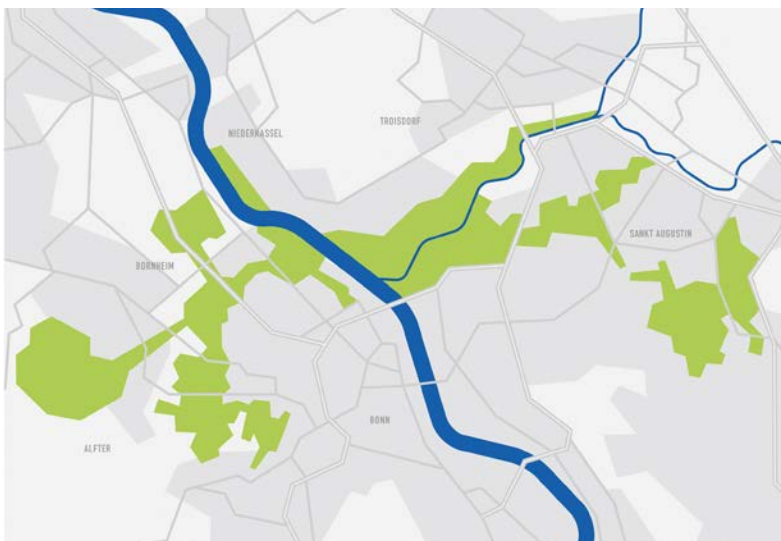 TROISDORF
NIEDERKASSEL
SANKT AUGUSTIN
BORNHEIM
BONN
ALFTER